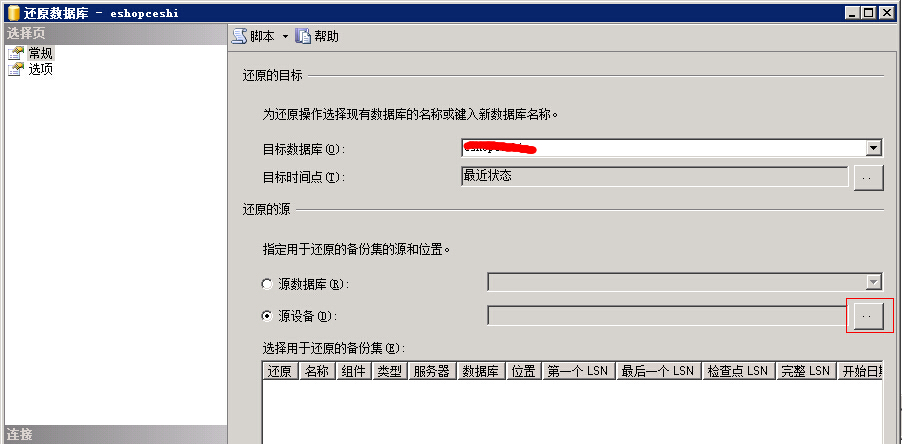 还原数据库 - eshopceshi
选择页
常规
选项
脚本 帮助
还原的目标
为还原操作选择现有数据库的名称或键入新数据库名称。
目标数据库(O):
目标时间点(T): 最近状态 ..
还原的源
指定用于还原的备份集的源和位置。
源数据库(R):
源设备(D): ..
选择用于还原的备份集(E):
还原 名称 组件 类型 服务器 数据库 位置 第一个 LSN 最后一个 LSN 检查点 LSN 完整 LSN 开始日期
连接